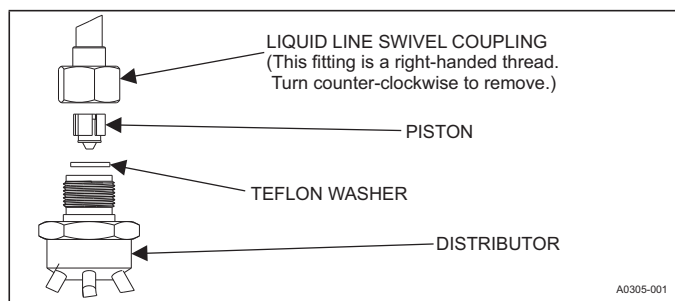 LIQUID LINE SWIVEL COUPLING
(This fitting is a right-handed thread.
Turn counter-clockwise to remove.)
PISTON
TEFLON WASHER
DISTRIBUTOR
A0305-001